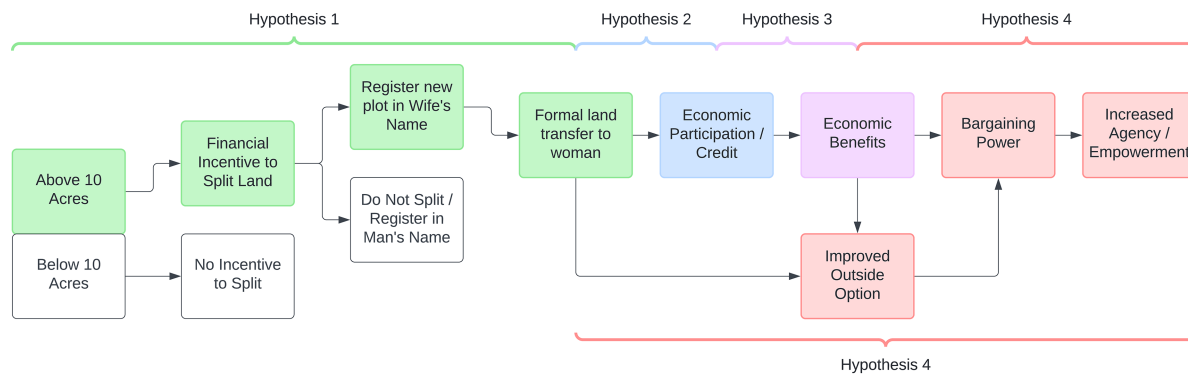 Hypothesis 1
Hypothesis 2
Hypothesis 3
Hypothesis 4
Above 10
Acres
Below 10
Acres
Financial
Incentive to
Split Land
No Incentive
to Split
Register new
plot in Wife's
Name
Do Not Split /
Register in
Man's Name
Formal land
transfer to
woman
Economic
Participation /
Credit
Economic
Benefits
Improved
Outside
Option
Bargaining
Power
Increased
Agency /
Empowerment
Hypothesis 4